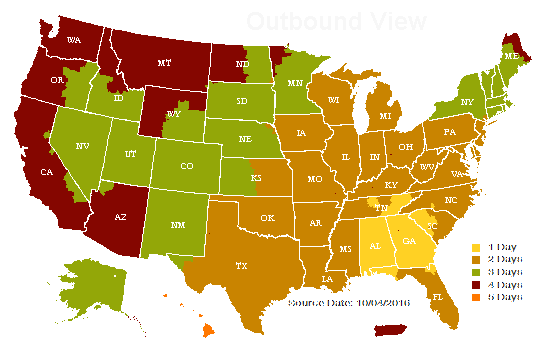 Outbound View
WA
MT
ND
ME
OR
MN
ID
SD
WI
WY
NY
MI
IA
NE
PA
NV
IL
IN
OH
UT
CO
WV
VA
CA
KS
MO
KY
NC
TN
OK
AZ
NM
AR
SC
MS
AL
GA
TX
LA
FL
1 Day
2 Days
3 Days
4 Days
5 Days
Source Date: 10/04/2016